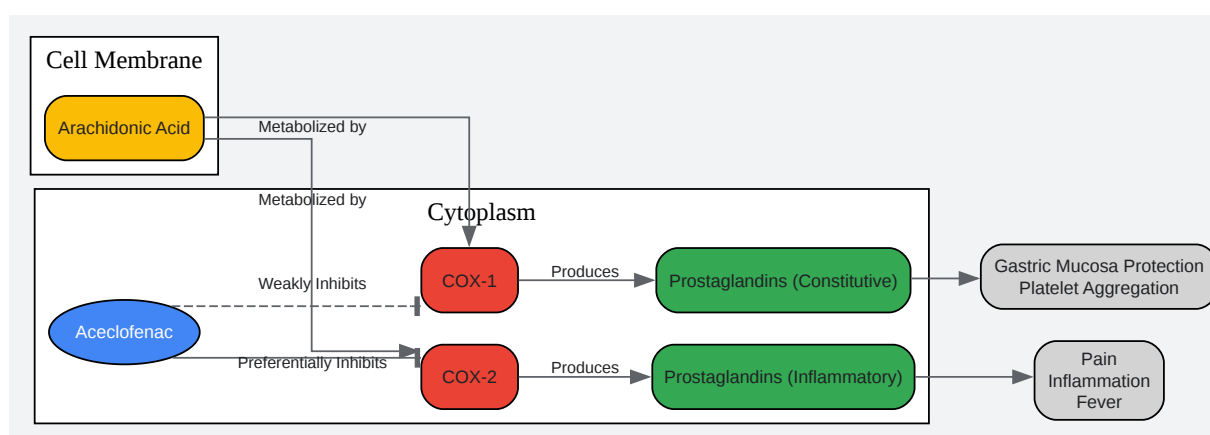 Cell Membrane
Arachidonic Acid
Metabolized by
Metabolized by
Cytoplasm
Weakly Inhibits
COX-1
Produces
Prostaglandins (Constitutive)
Gastric Mucosa Protection
Platelet Aggregation
Aceclofenac
Preferentially Inhibits
COX-2
Produces
Prostaglandins (Inflammatory)
Pain
Inflammation
Fever